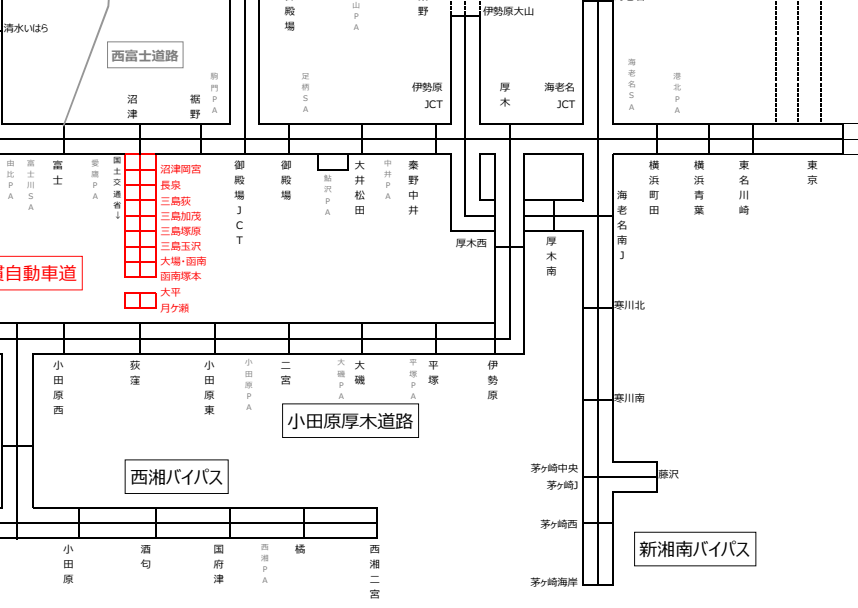 殿場
山PA
野
伊勢原大山
清水いはら
西富士道路
沼津
裾野
駒門PA
足柄SA
伊勢原
JCT
厚木
海老名
JCT
海老名SA
港北PA
由比PA
富士川SA
富士
愛鷹PA
国土交通省↓
沼津岡宮
長泉
三島萩
三島加茂
三島塚原
三島玉沢
大場・函南
函南塚本
大平
月ケ瀬
御殿場JCT
御殿場
鮎沢PA
大井松田
中井PA
秦野中井
厚木西
厚木南
海老名南J
横浜町田
横浜青葉
東名川崎
東京
自動車道
寒川北
小田原西
荻窪
小田原東
小田原PA
二宮
大磯PA
大磯
平塚PA
平塚
伊勢原
寒川南
小田原厚木道路
西湘バイパス
茅ヶ崎中央
茅ヶ崎J
藤沢
茅ヶ崎西
新湘南バイパス
小田原
酒匂
国府津
西湘PA
橘
西湘二宮
茅ヶ崎海岸